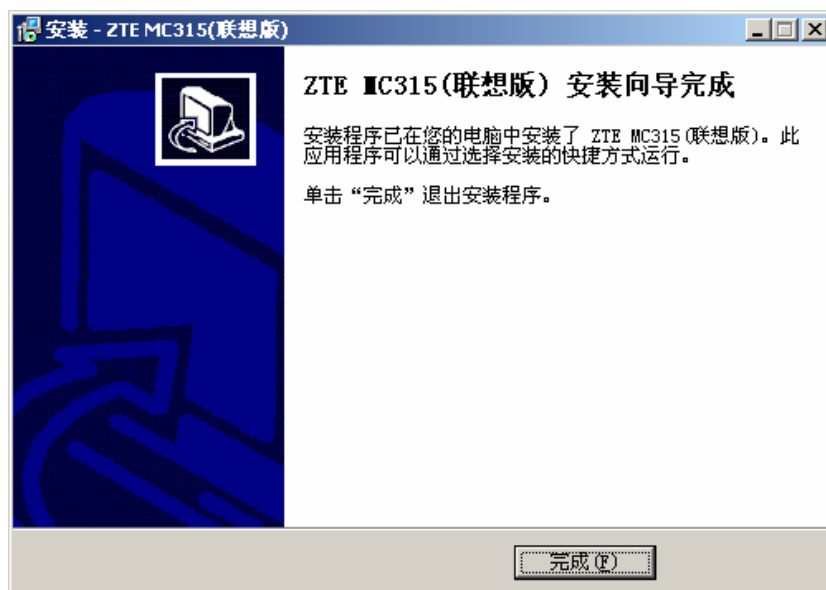 安装 - ZTE MC315(联想版)
ZTE MC315(联想版) 安装向导完成
安装程序已在您的电脑中安装了 ZTE MC315(联想版)。此
应用程序可以通过选择安装的快捷方式运行。
单击“完成”退出安装程序。
完成(F)